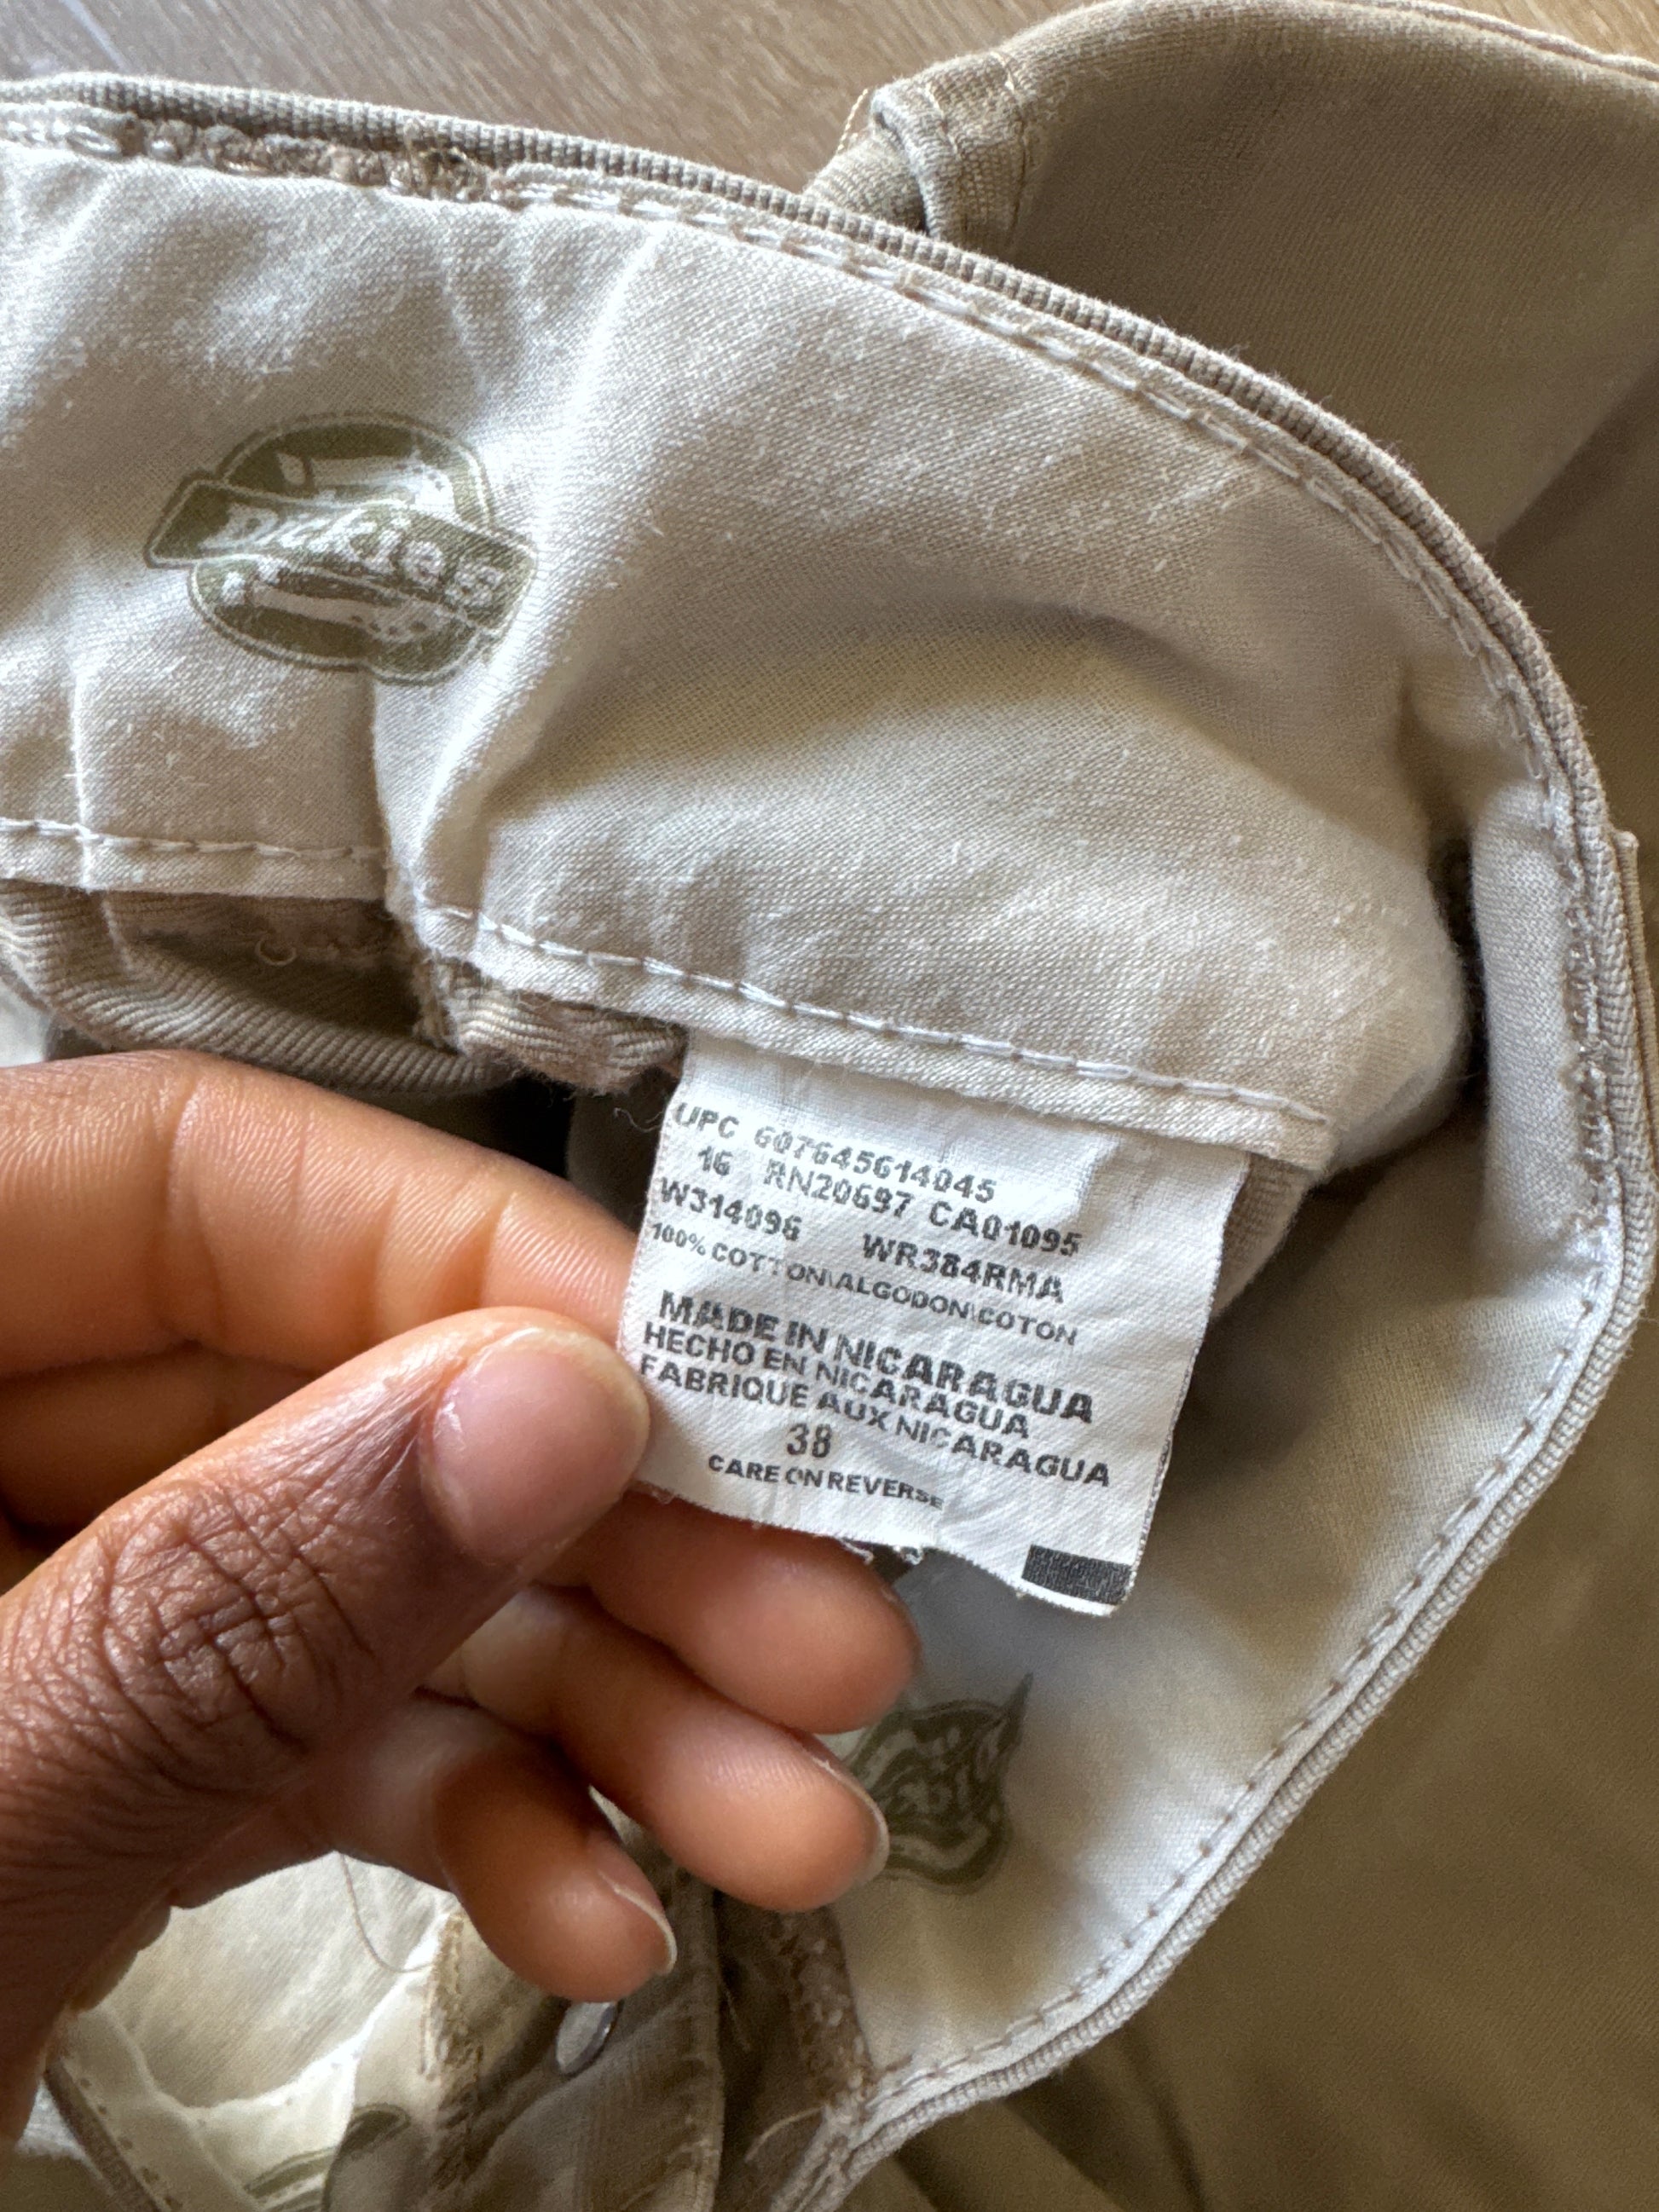 Dickies
UPC 607645614045
16 RN20697 CA01095
W314096 WR384RMA
100% COTTON\ALGODON\COTON
MADE IN NICARAGUA
HECHO EN NICARAGUA
FABRIQUE AUX NICARAGUA
38
CARE ON REVERSE